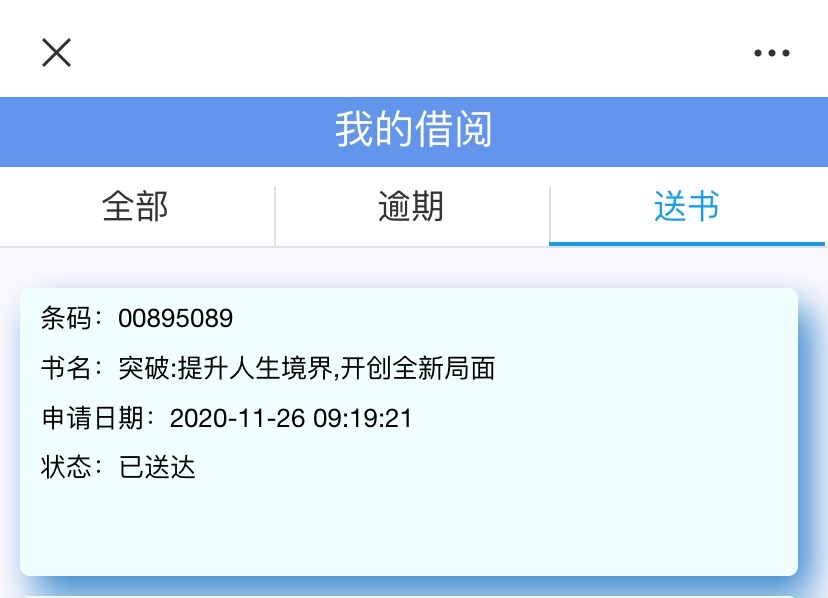 我的借阅
全部 逾期 送书
条码：00895089
书名：突破:提升人生境界,开创全新局面
申请日期：2020-11-26 09:19:21
状态：已送达